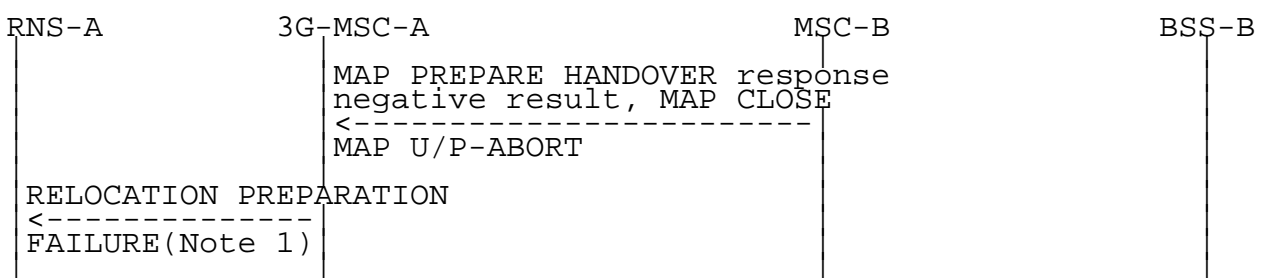 RNS-A 3G-MSC-A MSC-B BSS-B
MAP PREPARE HANDOVER response
negative result, MAP CLOSE
<------------------------
MAP U/P-ABORT
RELOCATION PREPARATION
<--------------
FAILURE(Note 1)